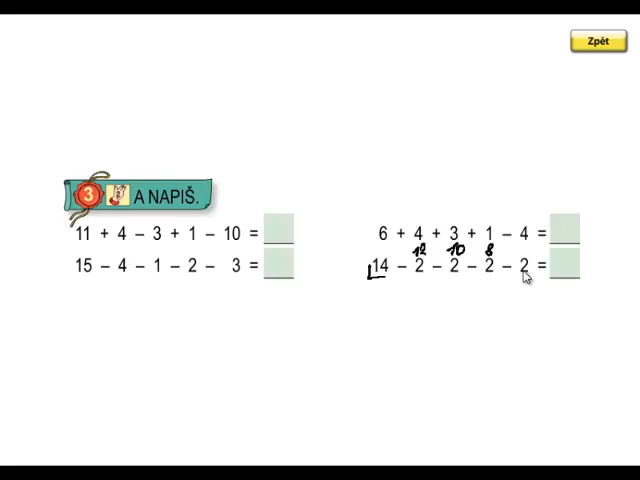 Zpět
3 A NAPIŠ.
11 + 4 – 3 + 1 – 10 =
15 – 4 – 1 – 2 – 3 =
6 + 4 + 3 + 1 – 4 =
12 10 8
14 – 2 – 2 – 2 – 2 =